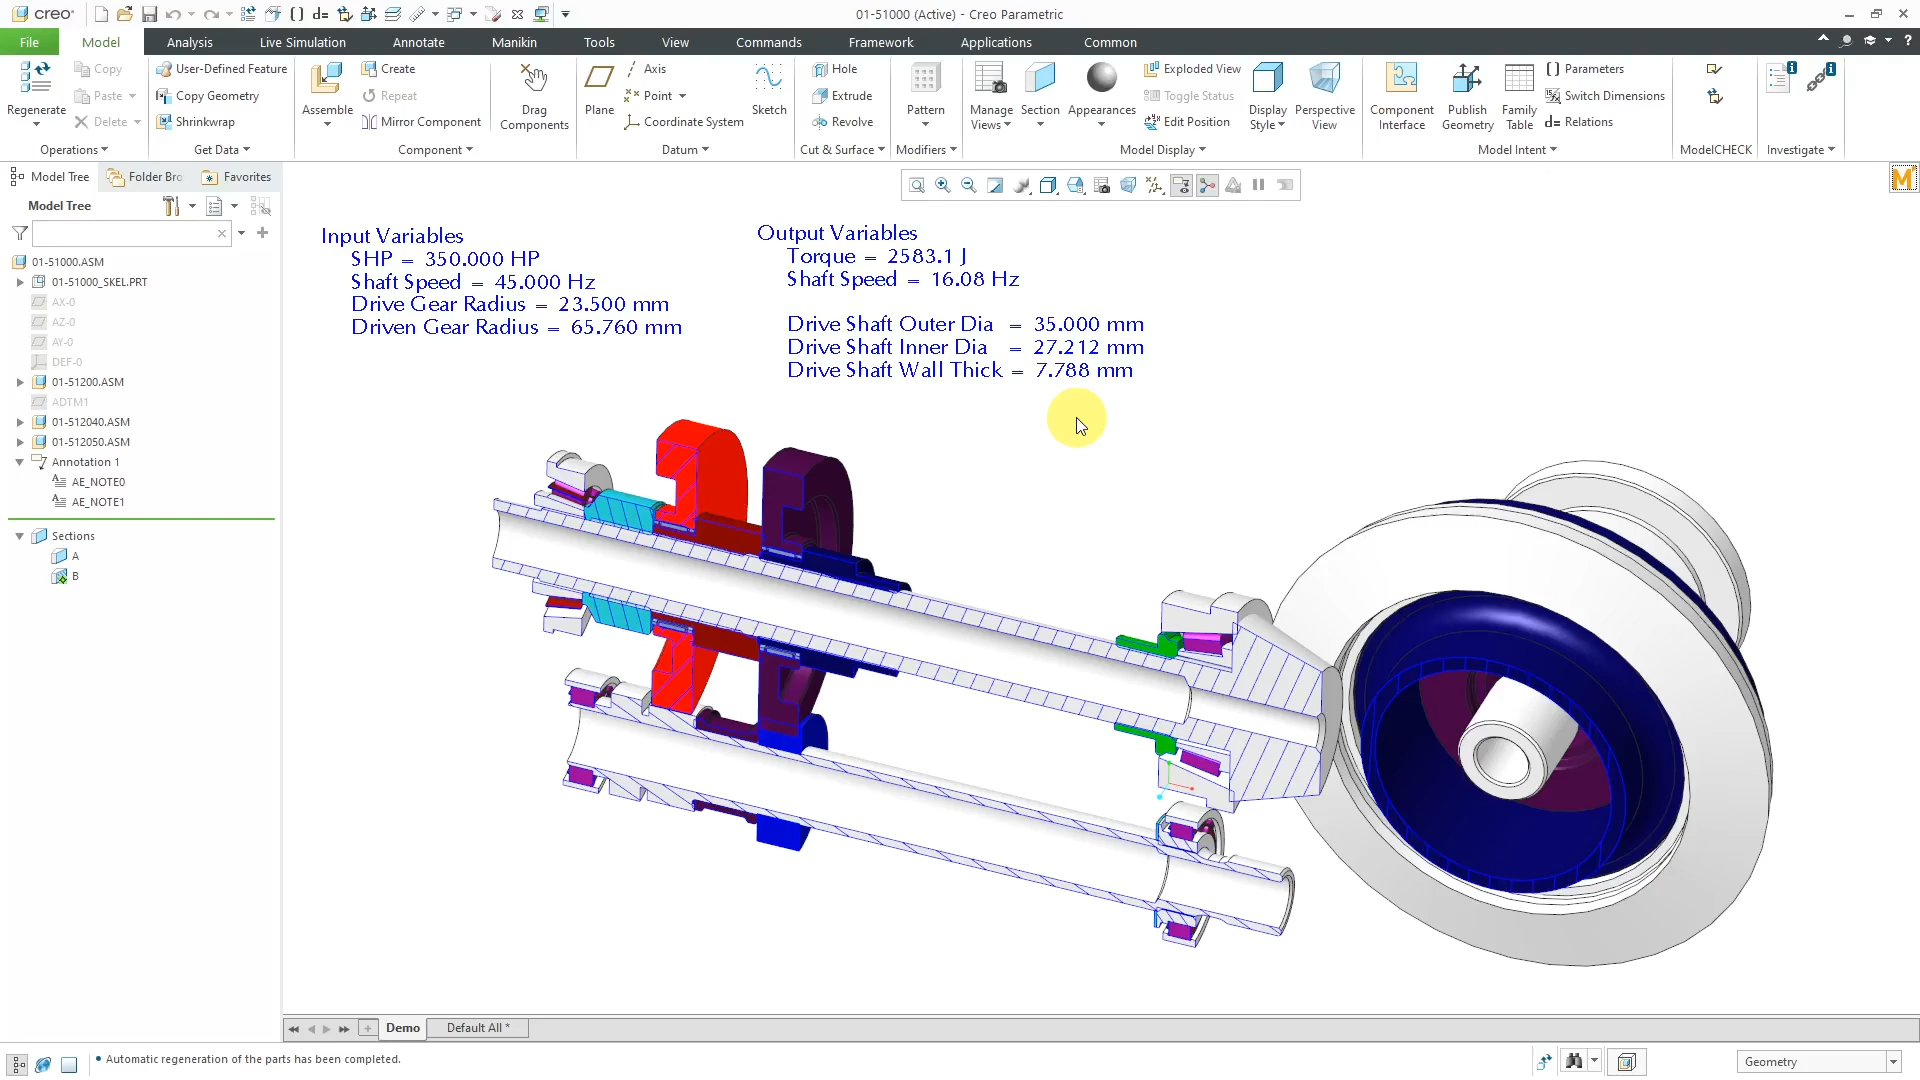 creo
01-51000 (Active) - Creo Parametric
File
Model
Analysis
Live Simulation
Annotate
Manikin
Tools
View
Commands
Framework
Applications
Common
Regenerate
Copy
Paste
Delete
Operations
User-Defined Feature
Copy Geometry
Shrinkwrap
Get Data
Assemble
Create
Repeat
Mirror Component
Drag
Components
Component
Plane
Axis
Point
Coordinate System
Sketch
Datum
Hole
Extrude
Revolve
Cut & Surface
Pattern
Modifiers
Manage
Views
Section
Appearances
Exploded View
Toggle Status
Edit Position
Display
Style
Perspective
View
Model Display
Component
Interface
Publish
Geometry
Family
Table
Parameters
Switch Dimensions
Relations
Model Intent
ModelCHECK
Investigate
Model Tree
Folder Bro
Favorites
Model Tree
01-51000.ASM
01-51000_SKEL.PRT
AX-0
AZ-0
AY-0
DEF-0
01-51200.ASM
ADTM1
01-512040.ASM
01-512050.ASM
Annotation 1
AE_NOTE0
AE_NOTE1
Sections
A
B
Input Variables
SHP = 350.000 HP
Shaft Speed = 45.000 Hz
Drive Gear Radius = 23.500 mm
Driven Gear Radius = 65.760 mm
Output Variables
Torque = 2583.1 J
Shaft Speed = 16.08 Hz
Drive Shaft Outer Dia = 35.000 mm
Drive Shaft Inner Dia = 27.212 mm
Drive Shaft Wall Thick = 7.788 mm
Demo
Default All *
Automatic regeneration of the parts has been completed.
Geometry